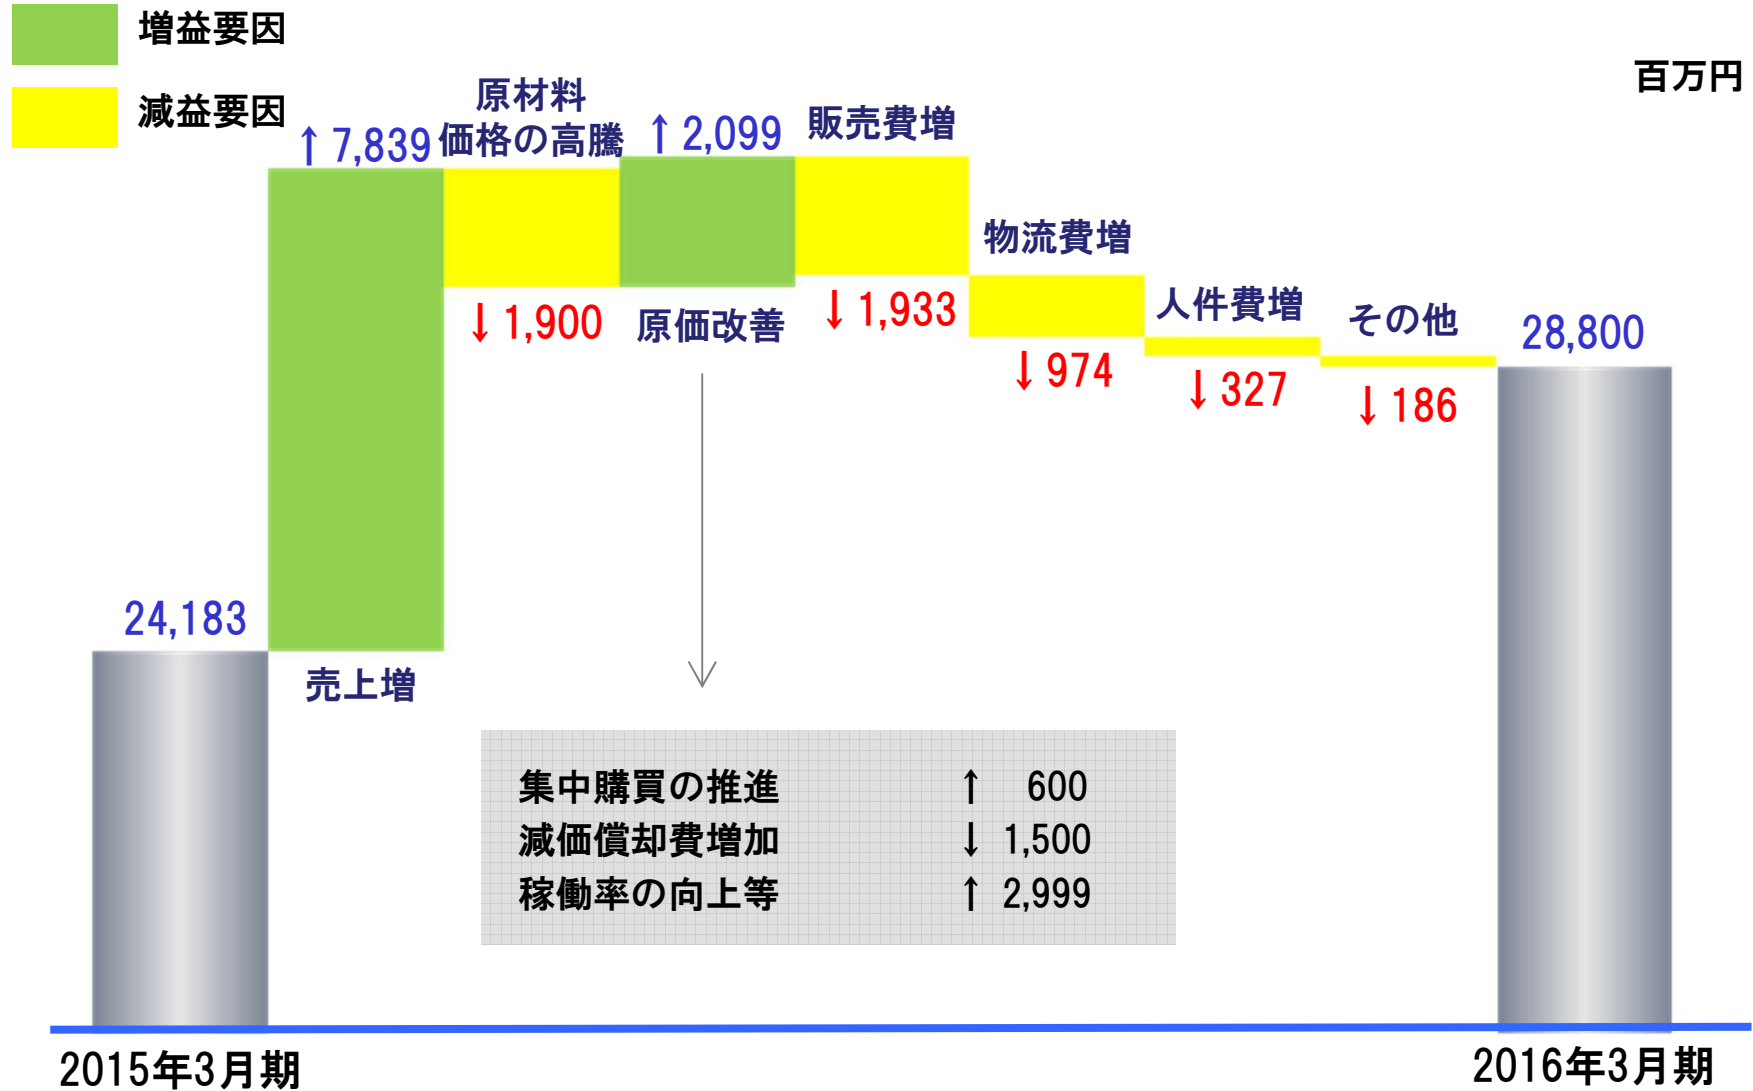 増益要因
減益要因
百万円
↑7,839
原材料
価格の高騰
↑2,099
販売費増
物流費増
人件費増
その他
28,800
↓1,900
原価改善
↓1,933
↓974
↓327
↓186
24,183
売上増
集中購買の推進 ↑ 600
減価償却費増加 ↓ 1,500
稼働率の向上等 ↑ 2,999
2015年3月期
2016年3月期